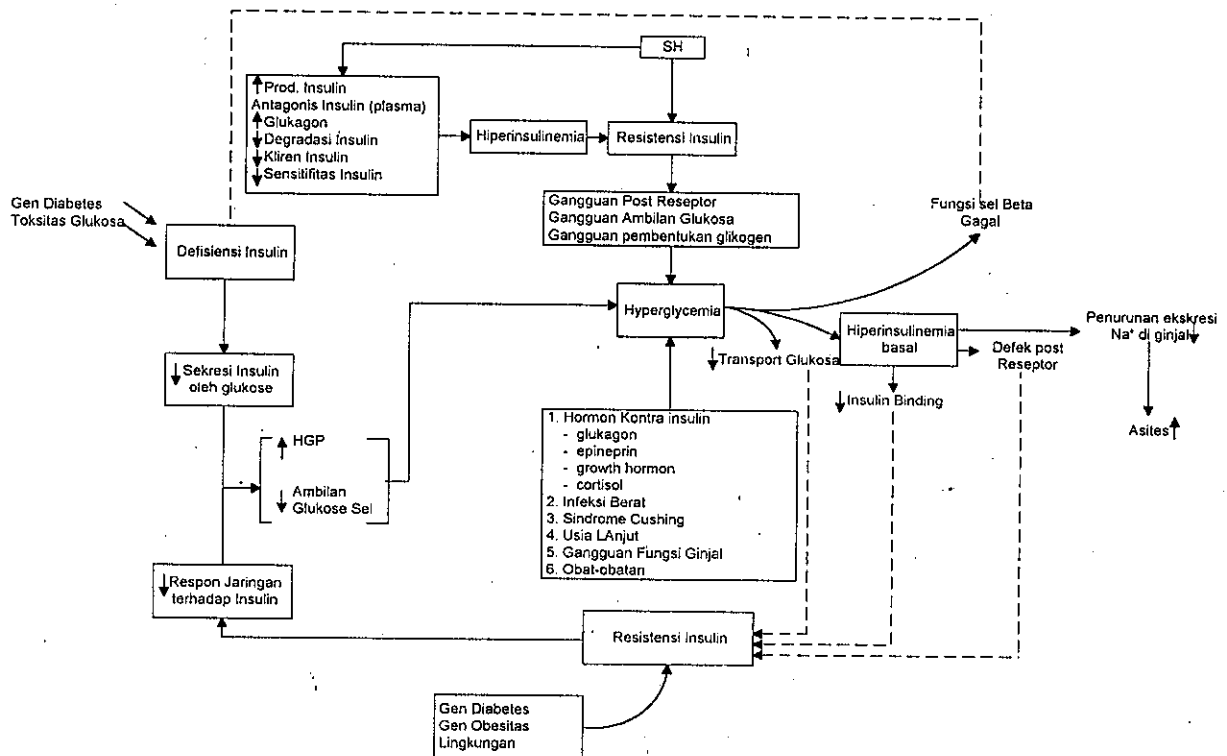 SH
↑ Prod. Insulin
Antagonis Insulin (plasma)
↑ Glukagon
↓ Degradasi Insulin
↓ Kliren Insulin
↓ Sensitifitas Insulin
Hiperinsulinemia
Resistensi Insulin
Gen Diabetes
Toksitas Glukosa
Defisiensi Insulin
Gangguan Post Reseptor
Gangguan Ambilan Glukosa
Gangguan pembentukan glikogen
Fungsi sel Beta
Gagal
Hyperglycemia
↓ Transport Glukosa
Hiperinsulinemia
basal
Penurunan ekskresi
Na⁺ di ginjal ↓
Defek post
Reseptor
↓ Insulin Binding
Asites ↑
↓ Sekresi Insulin
oleh glukose
↑ HGP
↓ Ambilan
Glukose Sel
1. Hormon Kontra insulin
- glukagon
- epineprin
- growth hormon
- cortisol
2. Infeksi Berat
3. Sindrome Cushing
4. Usia LAnjut
5. Gangguan Fungsi Ginjal
6. Obat-obatan
↓ Respon Jaringan
terhadap Insulin
Resistensi Insulin
Gen Diabetes
Gen Obesitas
Lingkungan